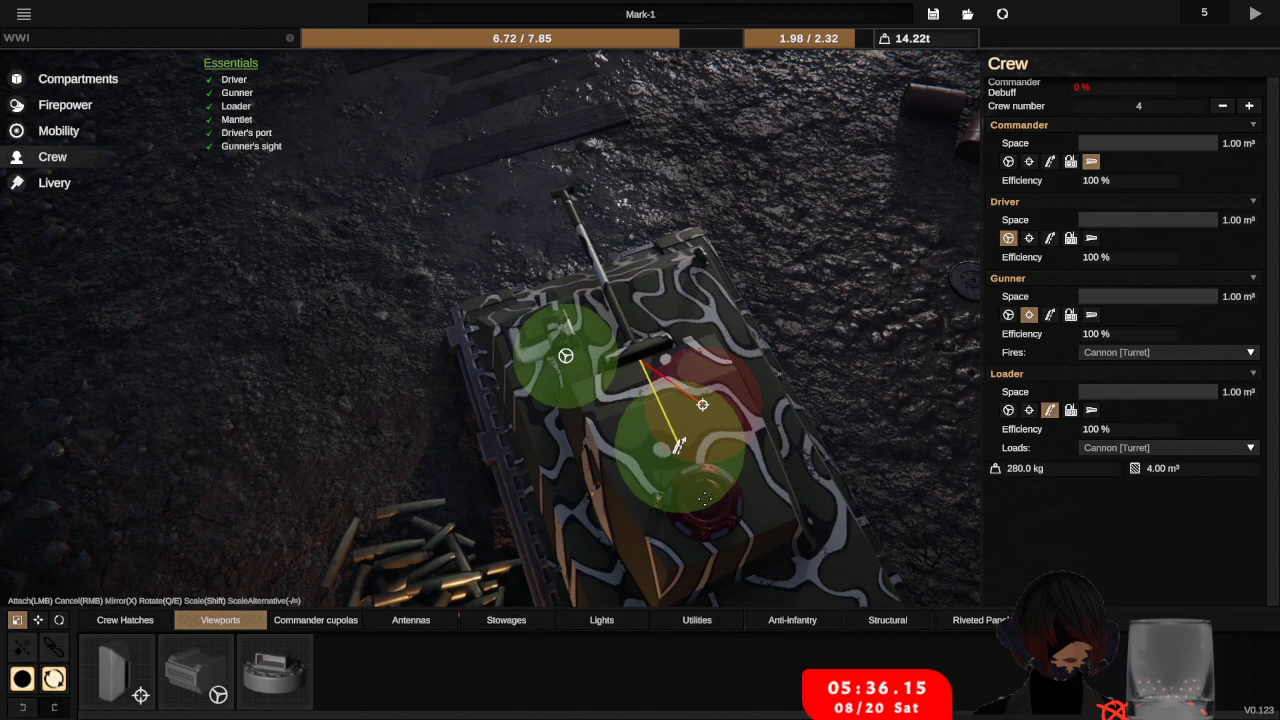 Mark-1
5
WWI
6.72 / 7.85
1.98 / 2.32
14.22t
Compartments
Firepower
Mobility
Crew
Livery
Essentials
Driver
Gunner
Loader
Mantlet
Driver's port
Gunner's sight
Crew
Commander Debuff
0 %
Crew number
4
Commander
Space
1.00 m³
Efficiency
100 %
Driver
Space
1.00 m³
Efficiency
100 %
Gunner
Space
1.00 m³
Efficiency
100 %
Fires:
Cannon [Turret]
Loader
Space
1.00 m³
Efficiency
100 %
Loads:
Cannon [Turret]
280.0 kg
4.00 m³
Attach(LMB) Cancel(RMB) Mirror(X) Rotate(Q/E) Scale(Shift) ScaleAlternative(-/=)
Crew Hatches
Viewports
Commander cupolas
Antennas
Stowages
Lights
Utilities
Anti-infantry
Structural
Riveted Pan
05:36.15
08/20 Sat
V0.123